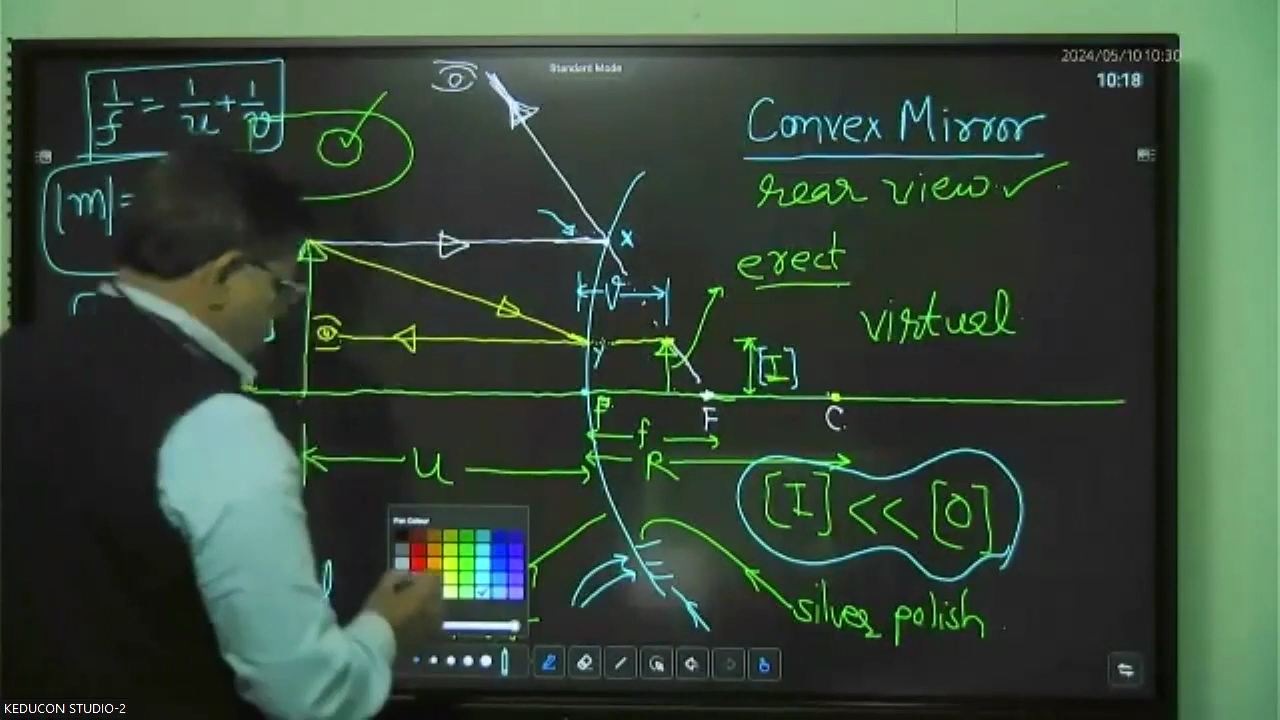 2024/05/10 10:30
Standard Mode
10:18
1/f = 1/u + 1/v
Convex Mirror
|m| =
rear view ✓
X
erect
v
virtual
y
[I]
P
F
C
f
u
R
[I] << [O]
Pen Colour
silver polish
KEDUCON STUDIO-2